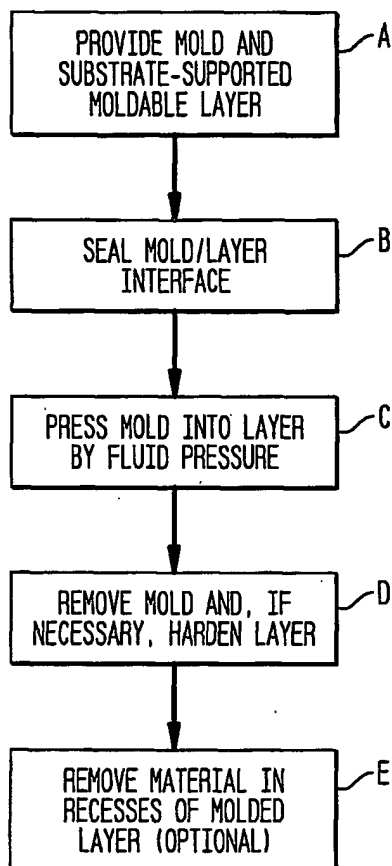 PROVIDE MOLD AND
SUBSTRATE-SUPPORTED
MOLDABLE LAYER
A
SEAL MOLD/LAYER
INTERFACE
B
PRESS MOLD INTO LAYER
BY FLUID PRESSURE
C
REMOVE MOLD AND, IF
NECESSARY, HARDEN LAYER
D
REMOVE MATERIAL IN
RECESSES OF MOLDED
LAYER (OPTIONAL)
E